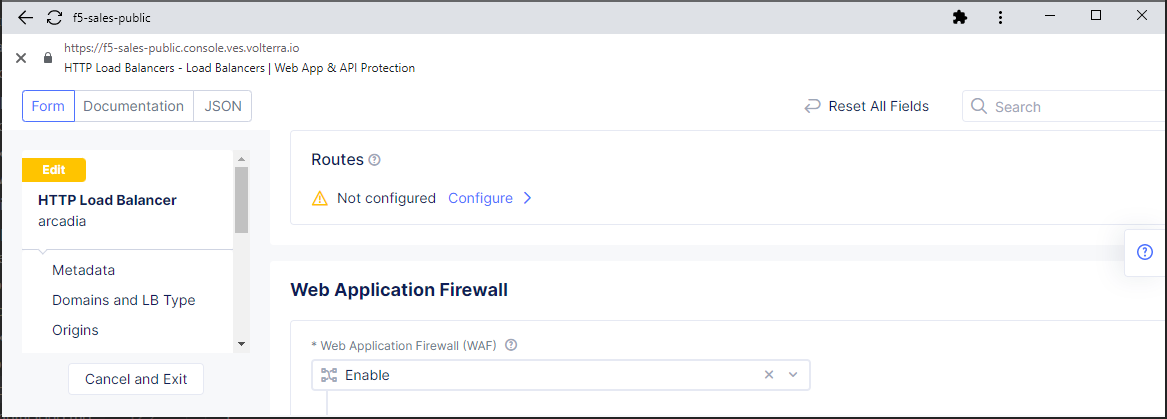 f5-sales-public
https://f5-sales-public.console.ves.volterra.io
HTTP Load Balancers - Load Balancers | Web App & API Protection
Form
Documentation
JSON
Reset All Fields
Search
Edit
HTTP Load Balancer
arcadia
Metadata
Domains and LB Type
Origins
Cancel and Exit
Routes
Not configured Configure
Web Application Firewall
* Web Application Firewall (WAF)
Enable